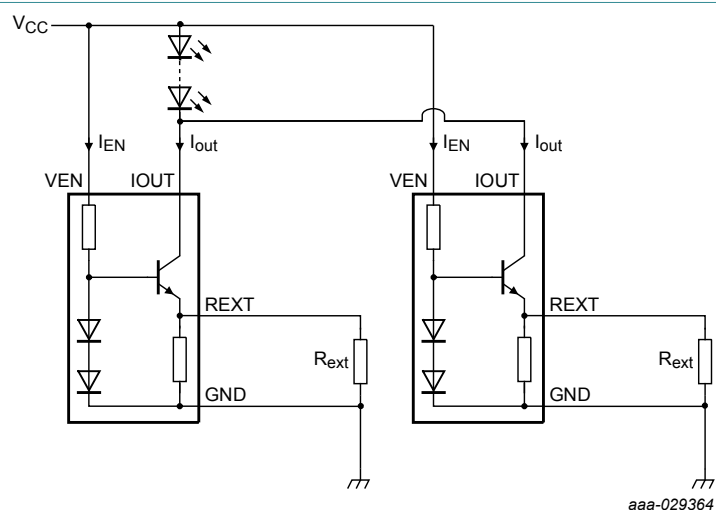 VCC
IEN
Iout
IEN
Iout
VEN
IOUT
VEN
IOUT
REXT
REXT
Rext
Rext
GND
GND
aaa-029364